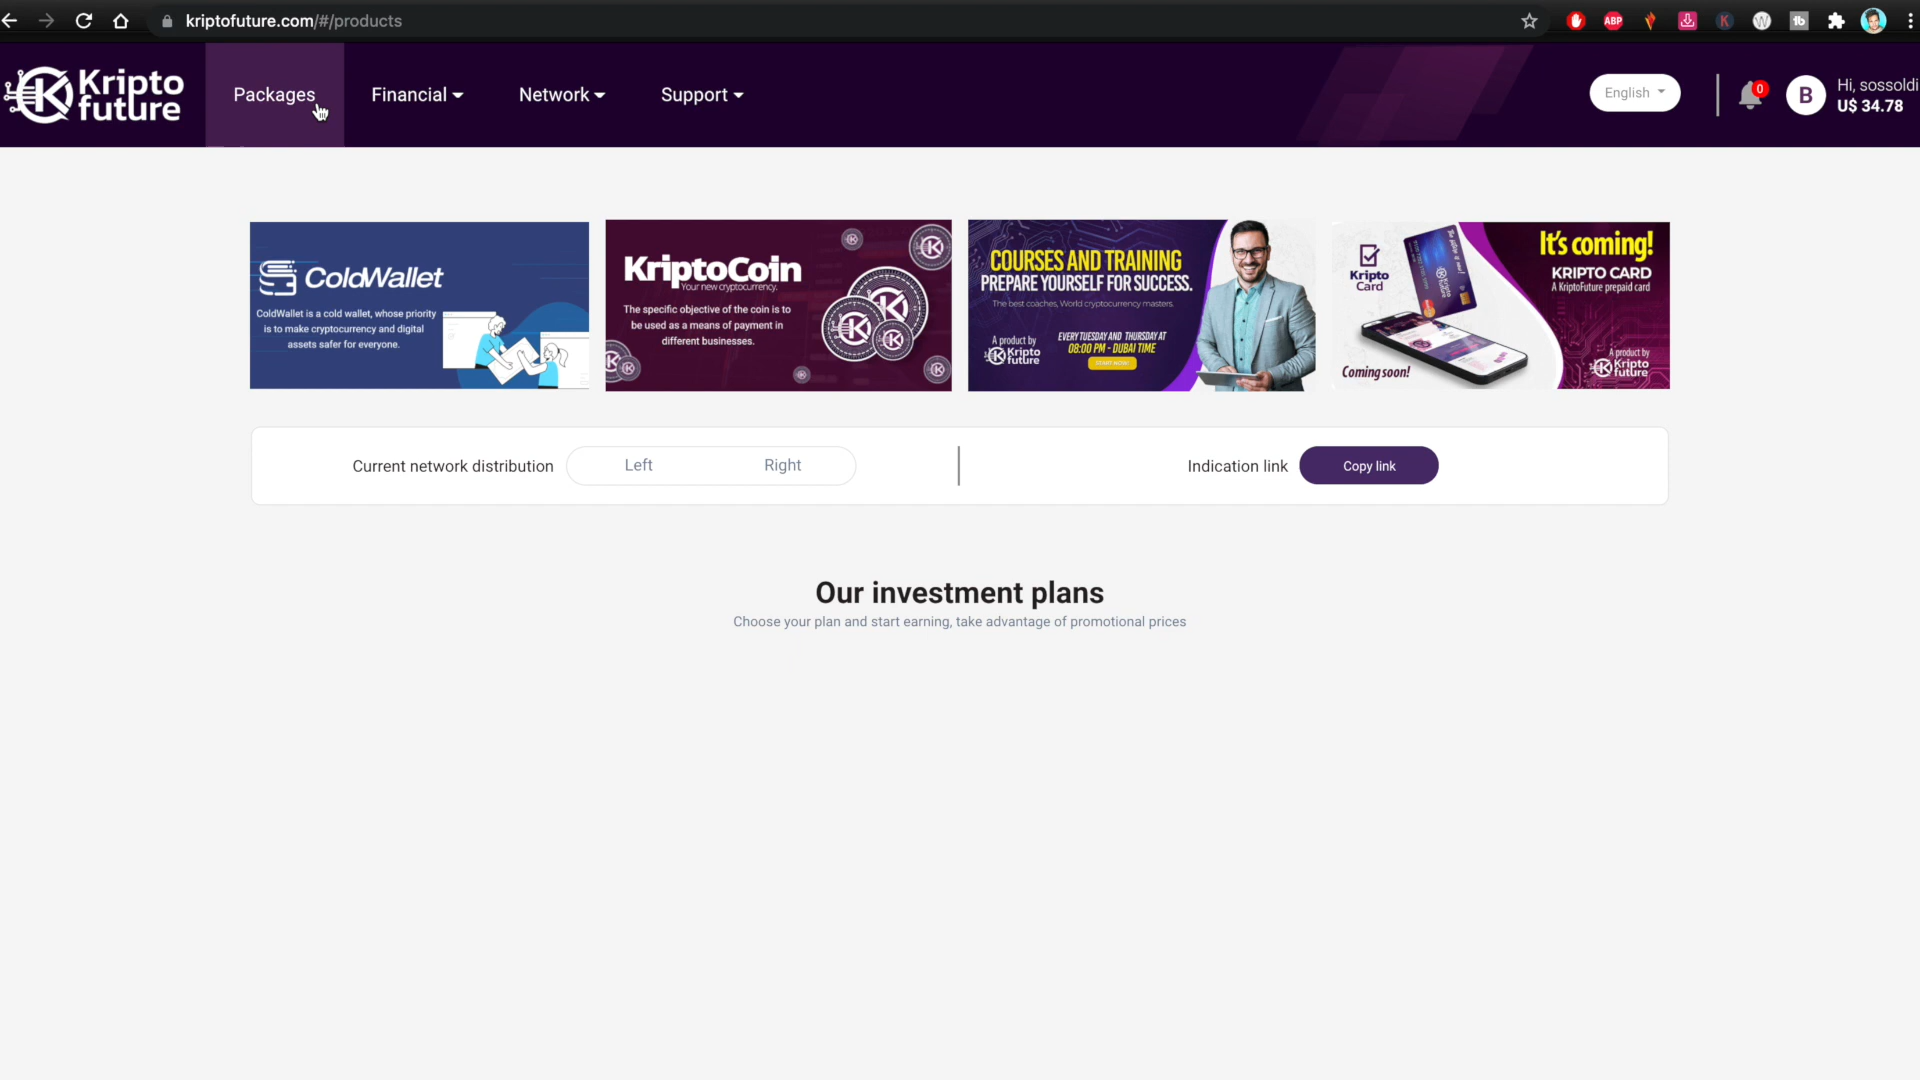 kriptofuture.com/#/products
ABP
K
W
tb
Kripto
future
Packages
Financial
Network
Support
English
0
B
Hi, sossoldi
U$ 34.78
ColdWallet
ColdWallet is a cold wallet, whose priority
is to make cryptocurrency and digital
assets safer for everyone.
KriptoCoin
Your new cryptocurrency.
The specific objective of the coin is to
be used as a means of payment in
different businesses.
COURSES AND TRAINING
PREPARE YOURSELF FOR SUCCESS.
The best coaches, World cryptocurrency masters.
A product by
Kripto
future
EVERY TUESDAY AND THURSDAY AT
08:00 PM - DUBAI TIME
START NOW!
Kripto
Card
It's coming!
KRIPTO CARD
A KriptoFuture prepaid card
Coming soon!
A product by
Kripto
future
Current network distribution
Left
Right
Indication link
Copy link
Our investment plans
Choose your plan and start earning, take advantage of promotional prices